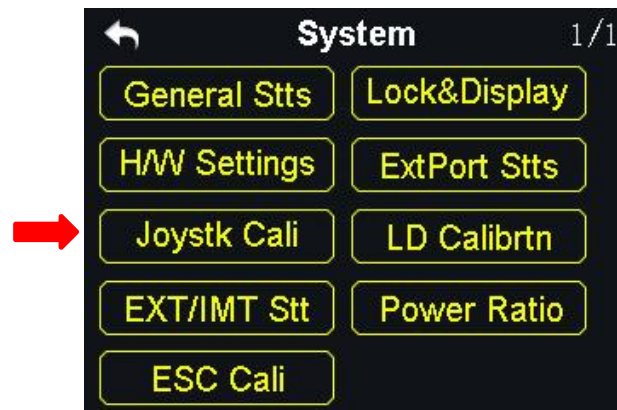 System 1/1
General Stts Lock&Display
H/W Settings ExtPort Stts
Joystk Cali LD Calibrtn
EXT/IMT Stt Power Ratio
ESC Cali